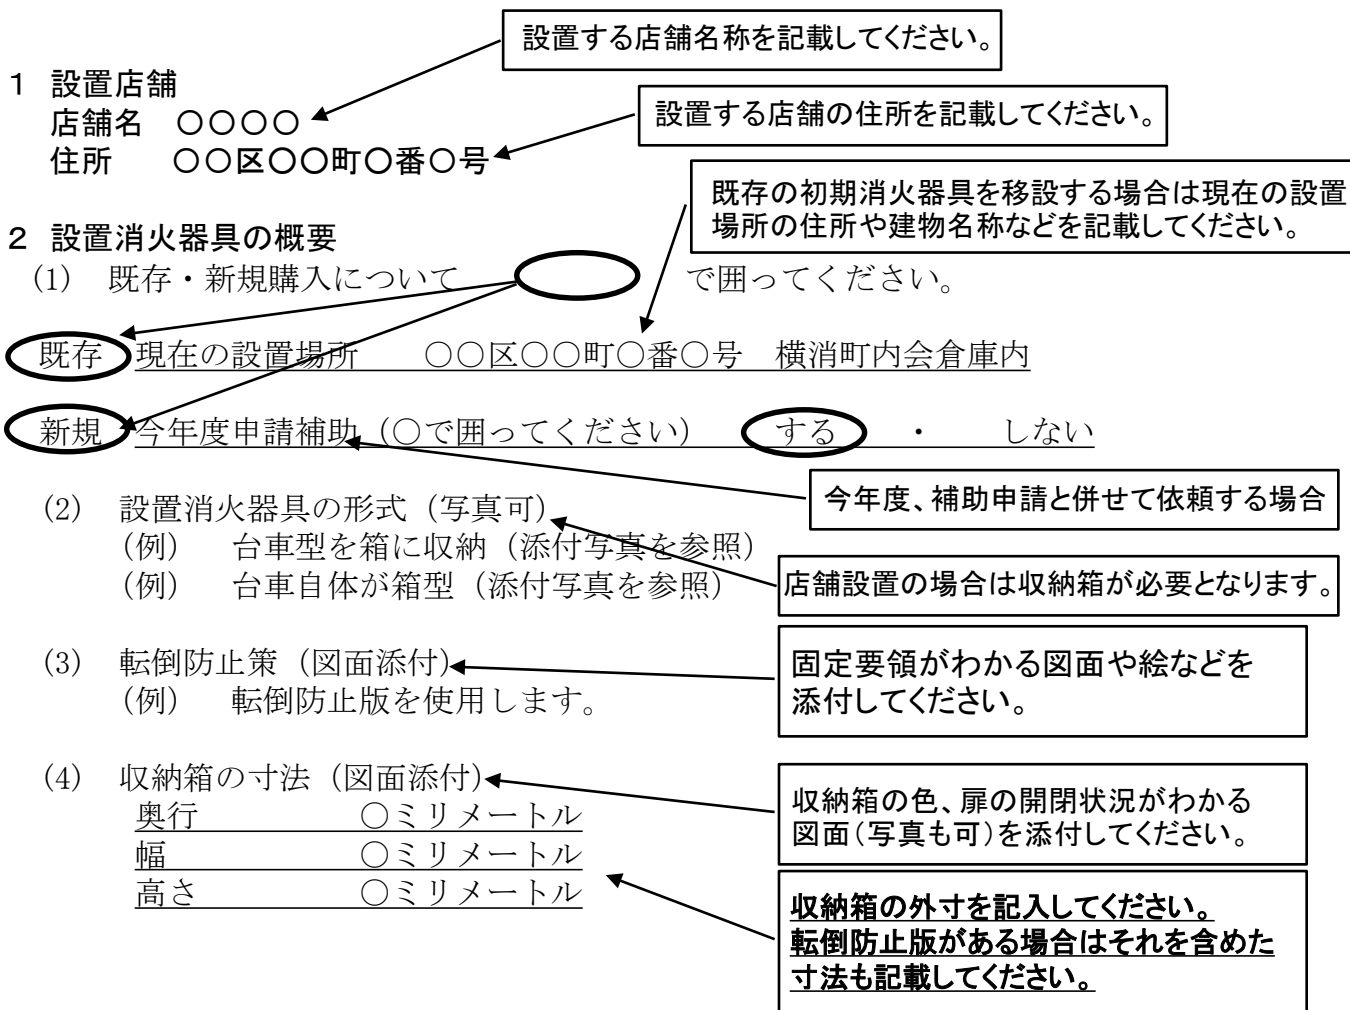 設置する店舗名称を記載してください。
1 設置店舗
店舗名 〇〇〇〇
設置する店舗の住所を記載してください。
住所 〇〇区〇〇町〇番〇号
既存の初期消火器具を移設する場合は現在の設置
場所の住所や建物名称などを記載してください。
2 設置消火器具の概要
(1) 既存・新規購入について で囲ってください。
既存 現在の設置場所 〇〇区〇〇町〇番〇号 横消町内会倉庫内
新規 今年度申請補助(〇で囲ってください) する ・ しない
今年度、補助申請と併せて依頼する場合
(2) 設置消火器具の形式(写真可)
(例) 台車型を箱に収納(添付写真を参照)
(例) 台車自体が箱型(添付写真を参照)
店舗設置の場合は収納箱が必要となります。
(3) 転倒防止策(図面添付)
(例) 転倒防止版を使用します。
固定要領がわかる図面や絵などを
添付してください。
(4) 収納箱の寸法(図面添付)
奥行 〇ミリメートル
幅 〇ミリメートル
高さ 〇ミリメートル
収納箱の色、扉の開閉状況がわかる
図面(写真も可)を添付してください。
収納箱の外寸を記入してください。
転倒防止版がある場合はそれを含めた
寸法も記載してください。